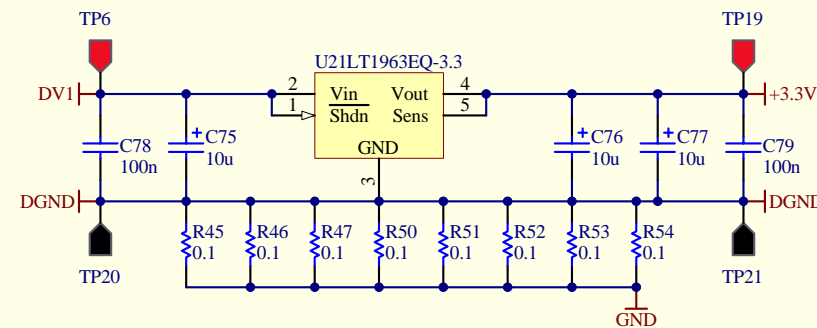 TP6
TP19
U21LT1963EQ-3.3
DV1
2
Vin
Vout
4
+3.3V
1
Shdn
Sens
5
C78
100n
C75
10u
GND
C76
10u
C77
10u
C79
100n
3
DGND
DGND
R45
0.1
R46
0.1
R47
0.1
R50
0.1
R51
0.1
R52
0.1
R53
0.1
R54
0.1
TP20
TP21
GND